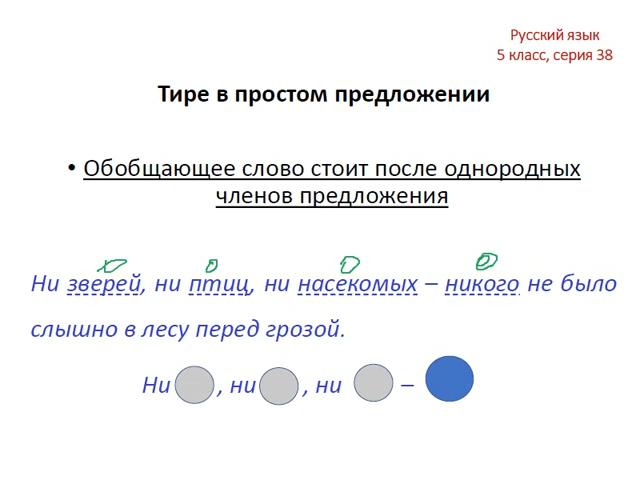 Русский язык
5 класс, серия 38
Тире в простом предложении
• Обобщающее слово стоит после однородных
членов предложения
Ни зверей, ни птиц, ни насекомых – никого не было
слышно в лесу перед грозой.
Ни , ни , ни –